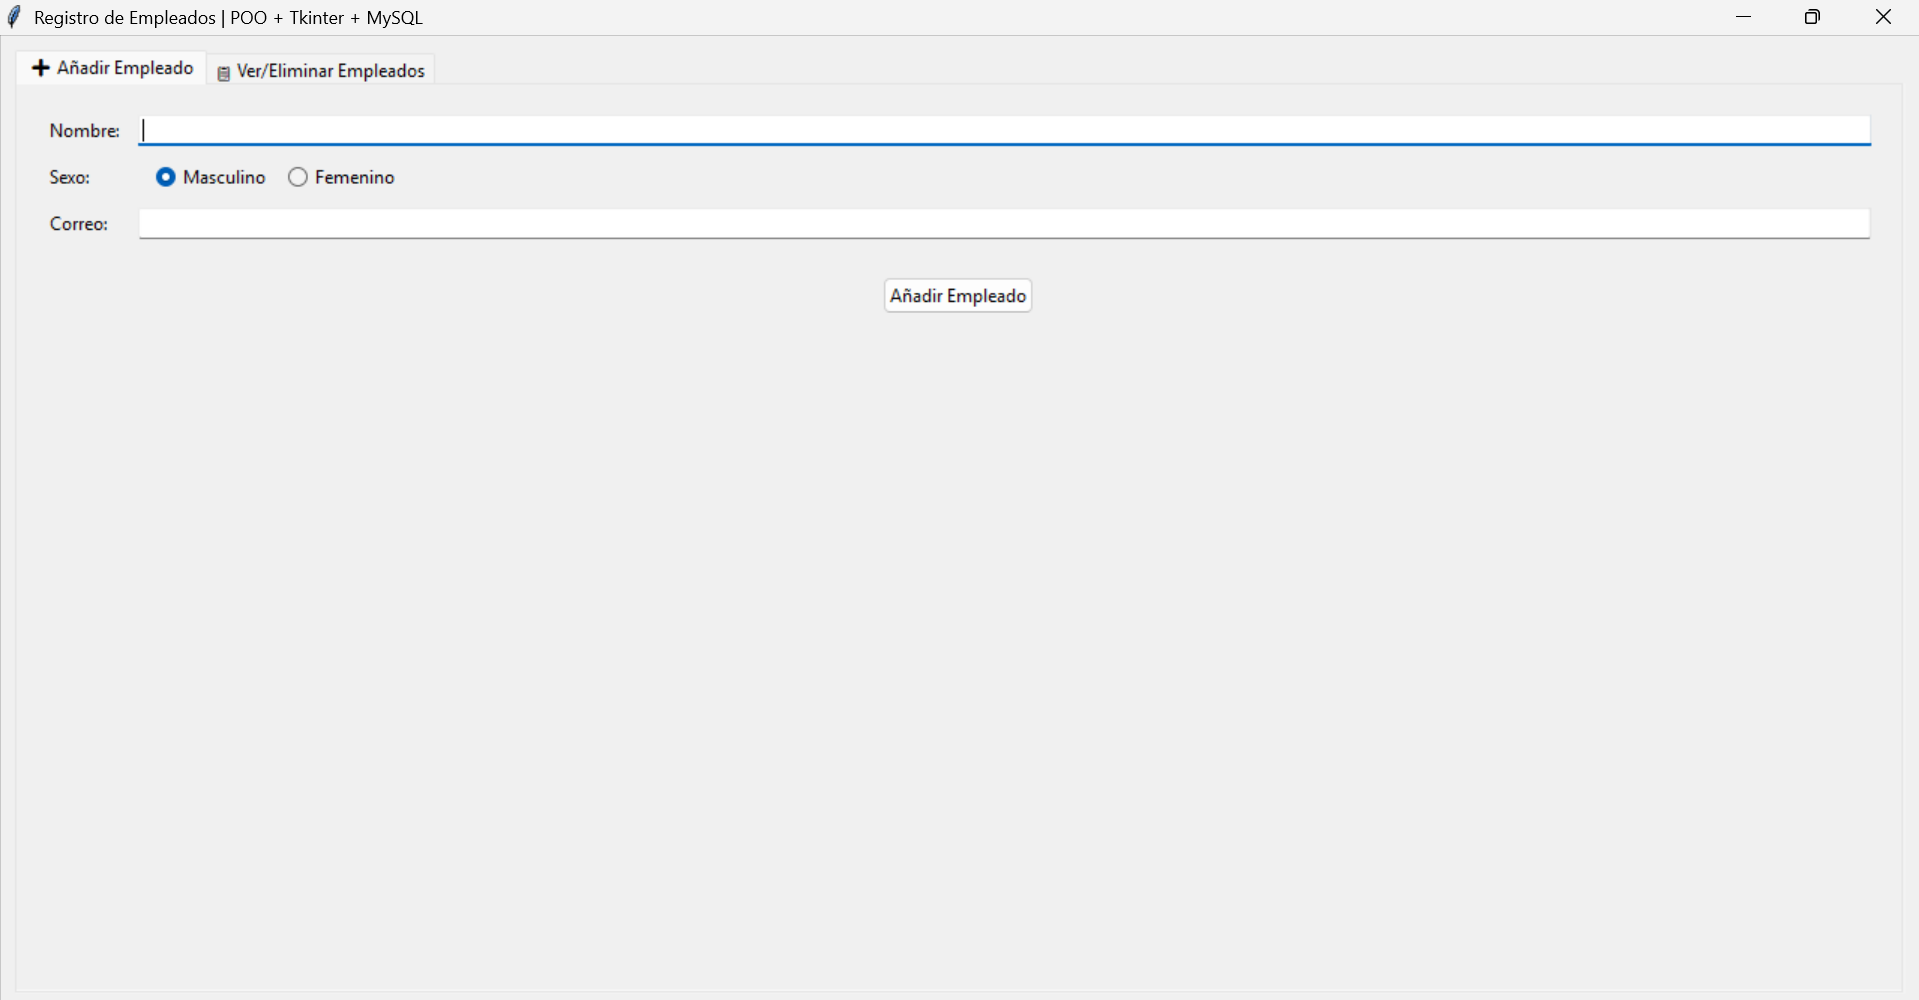 Registro de Empleados | POO + Tkinter + MySQL
Añadir Empleado
Ver/Eliminar Empleados
Nombre:
Sexo: Masculino Femenino
Correo:
Añadir Empleado